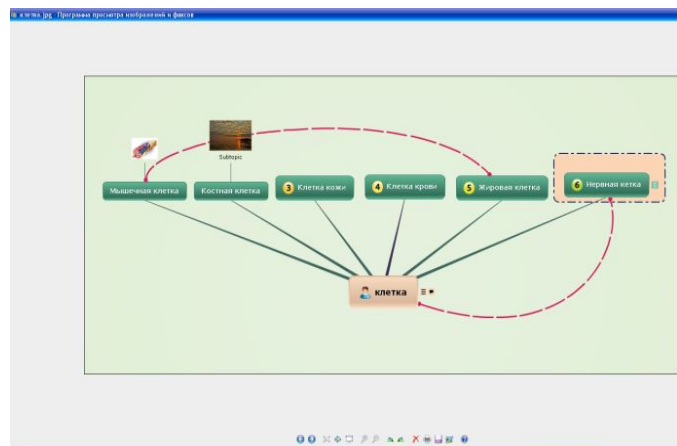 клетка.jpg - Программа просмотра изображений и факсов
Subtopic
Мышечная клетка
Костная клетка
3 Клетка кожи
4 Клетка крови
5 Жировая клетка
6 Нервная кетка
клетка